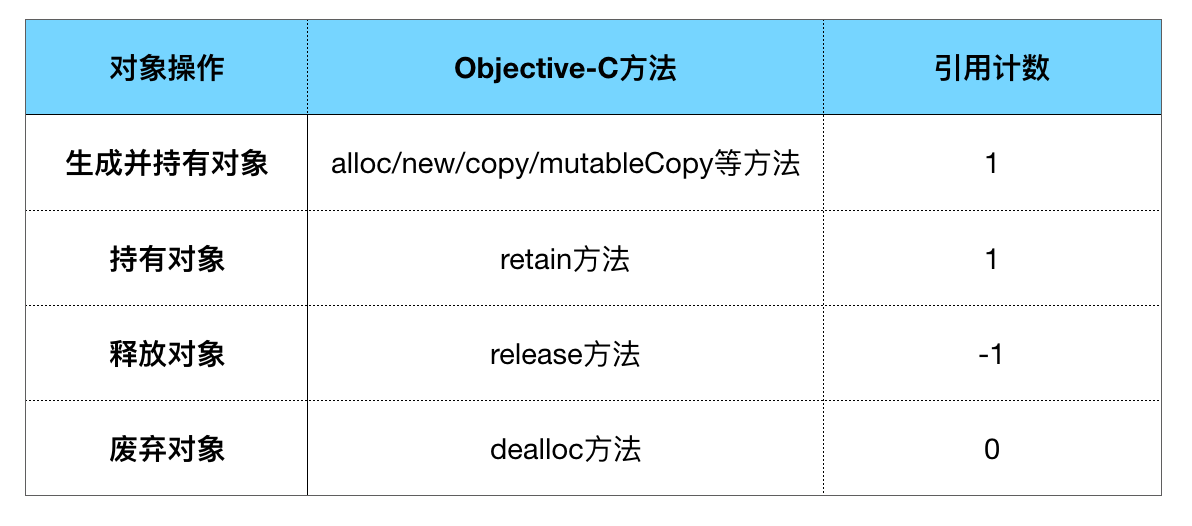 对象操作 Objective-C方法 引用计数
生成并持有对象 alloc/new/copy/mutableCopy等方法 1
持有对象 retain方法 1
释放对象 release方法 -1
废弃对象 dealloc方法 0